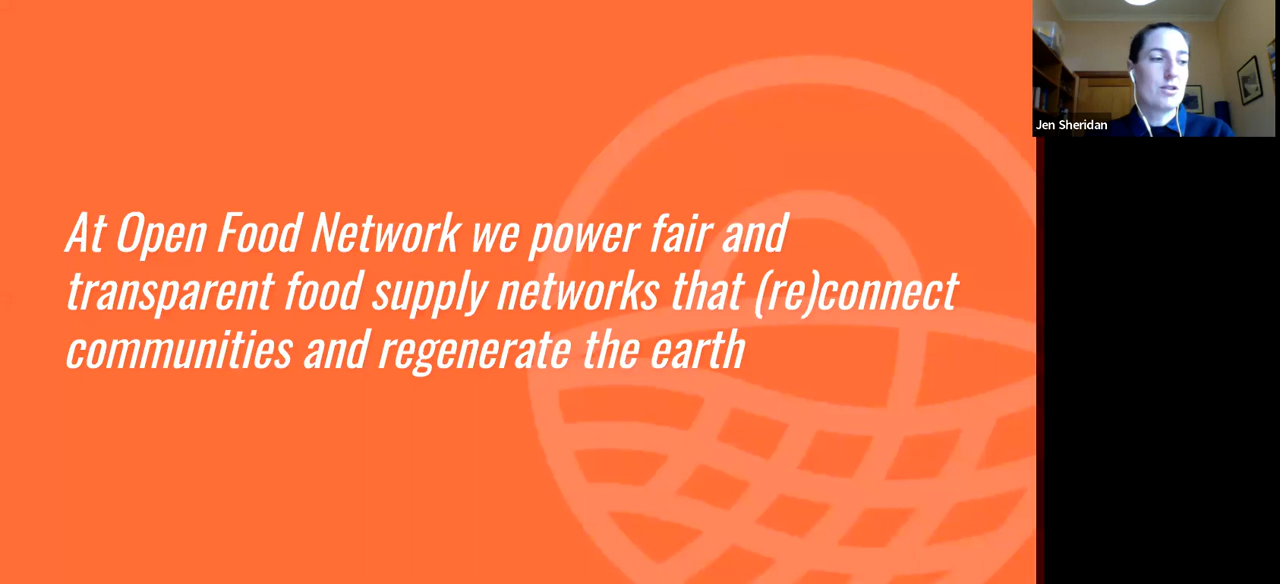 At Open Food Network we power fair and
transparent food supply networks that (re)connect
communities and regenerate the earth
Jen Sheridan